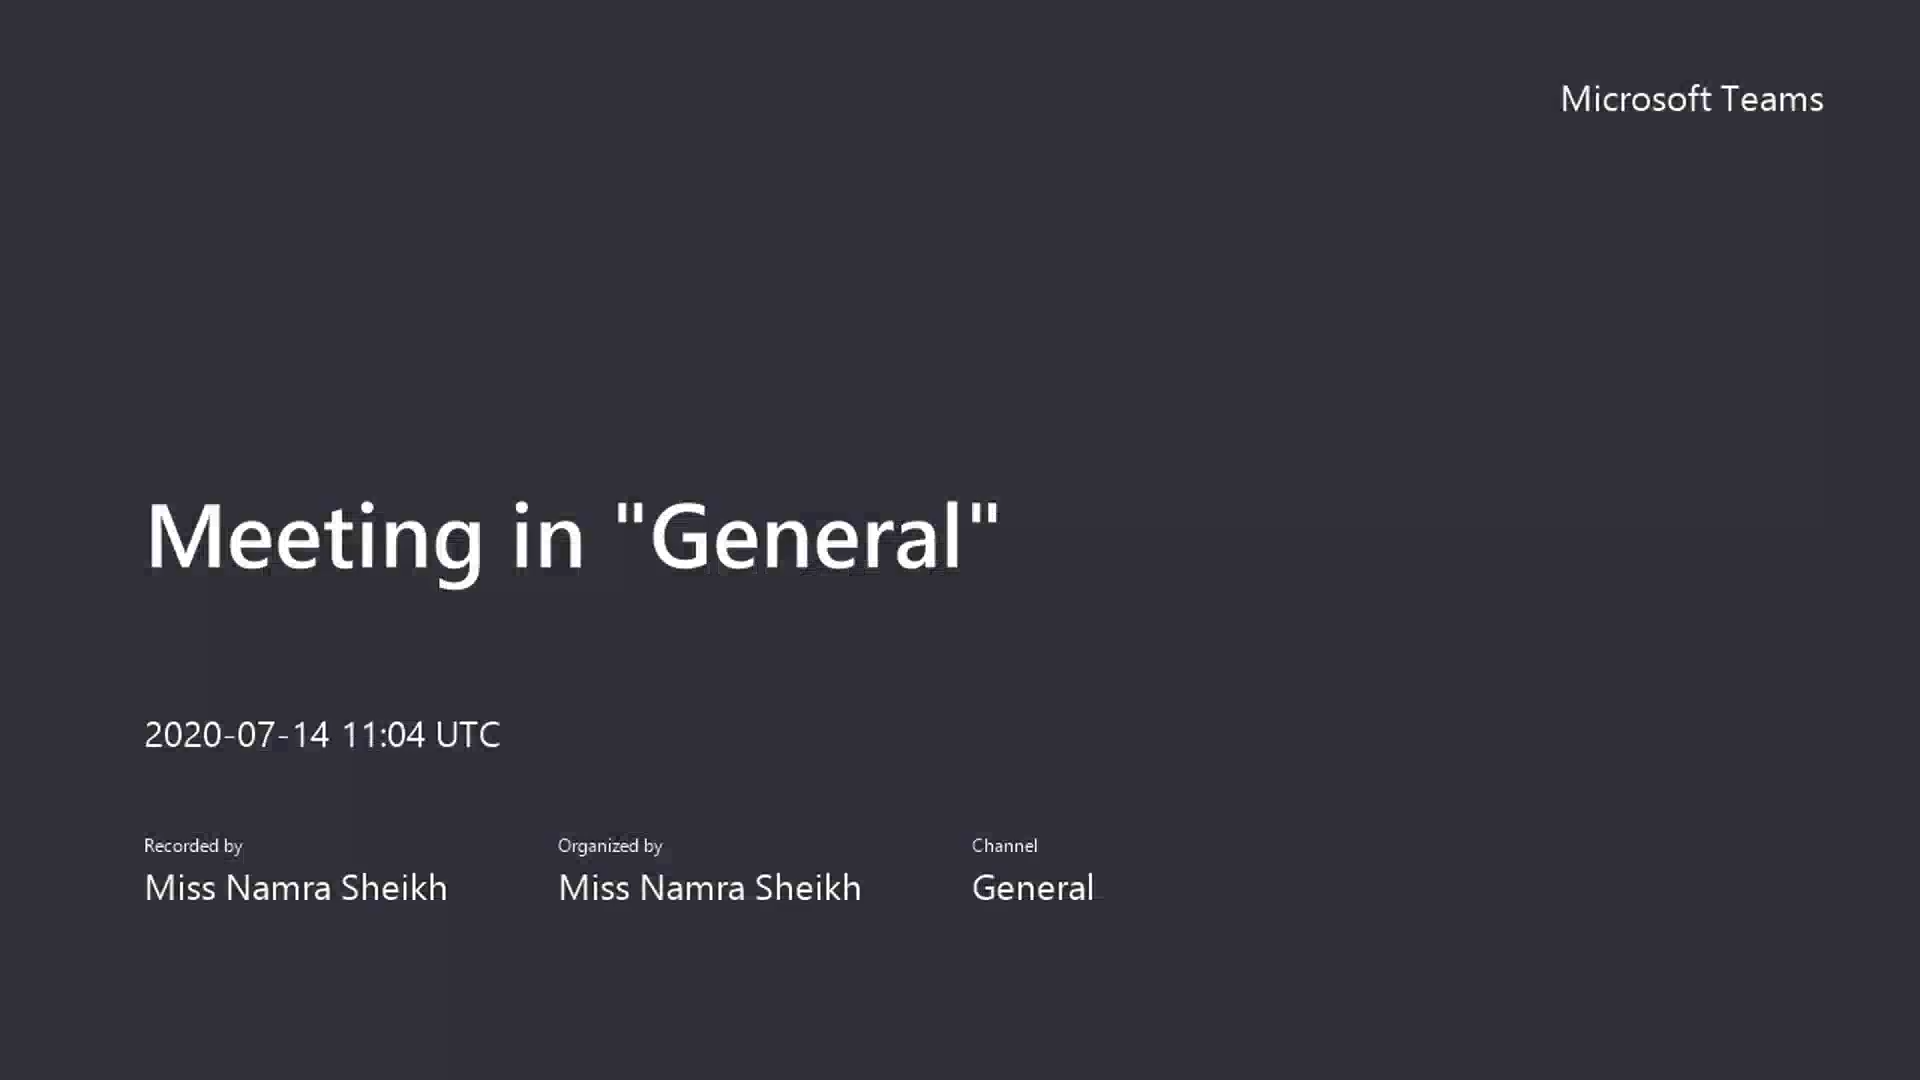 Microsoft Teams
Meeting in "General"
2020-07-14 11:04 UTC
Recorded by
Miss Namra Sheikh
Organized by
Miss Namra Sheikh
Channel
General